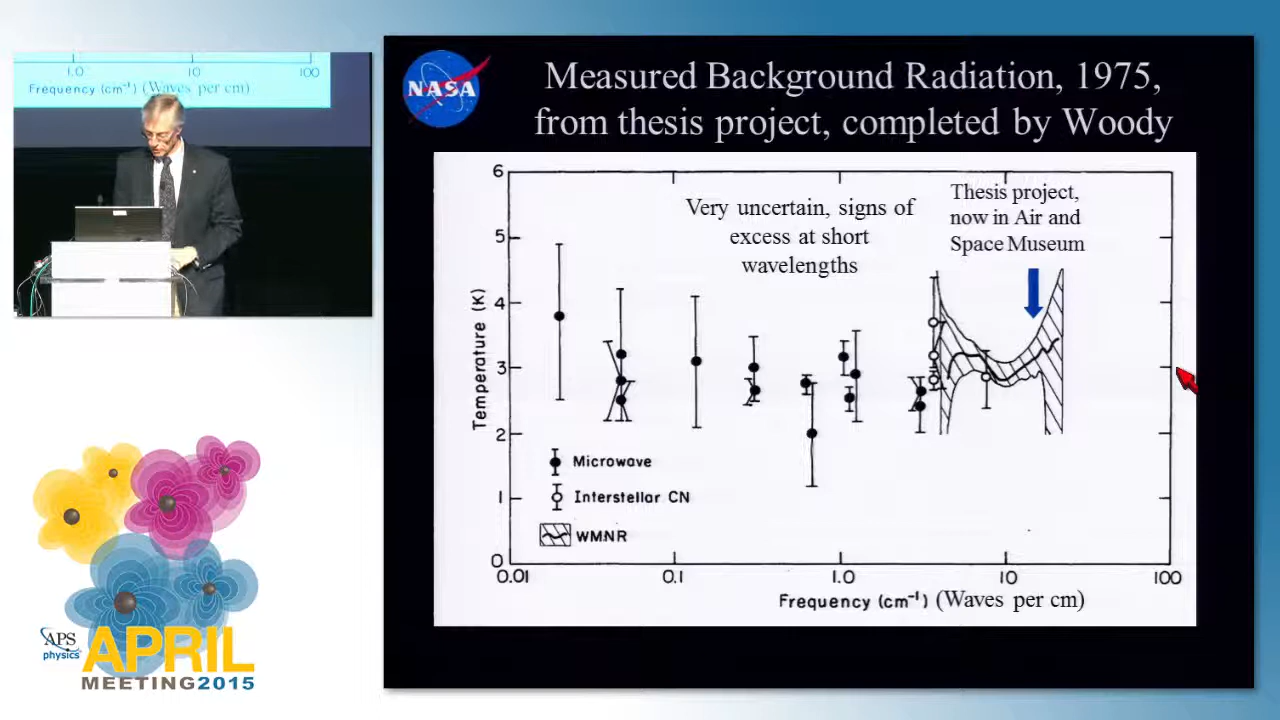 1.0 10 100
Frequency (cm⁻¹) (Waves per cm)
NASA
Measured Background Radiation, 1975,
from thesis project, completed by Woody
Very uncertain, signs of
excess at short
wavelengths
Thesis project,
now in Air and
Space Museum
6
5
4
3
2
1
0
Temperature (K)
Microwave
Interstellar CN
WMNR
0.01 0.1 1.0 10 100
Frequency (cm⁻¹) (Waves per cm)
APS
physics
APRIL
MEETING2015